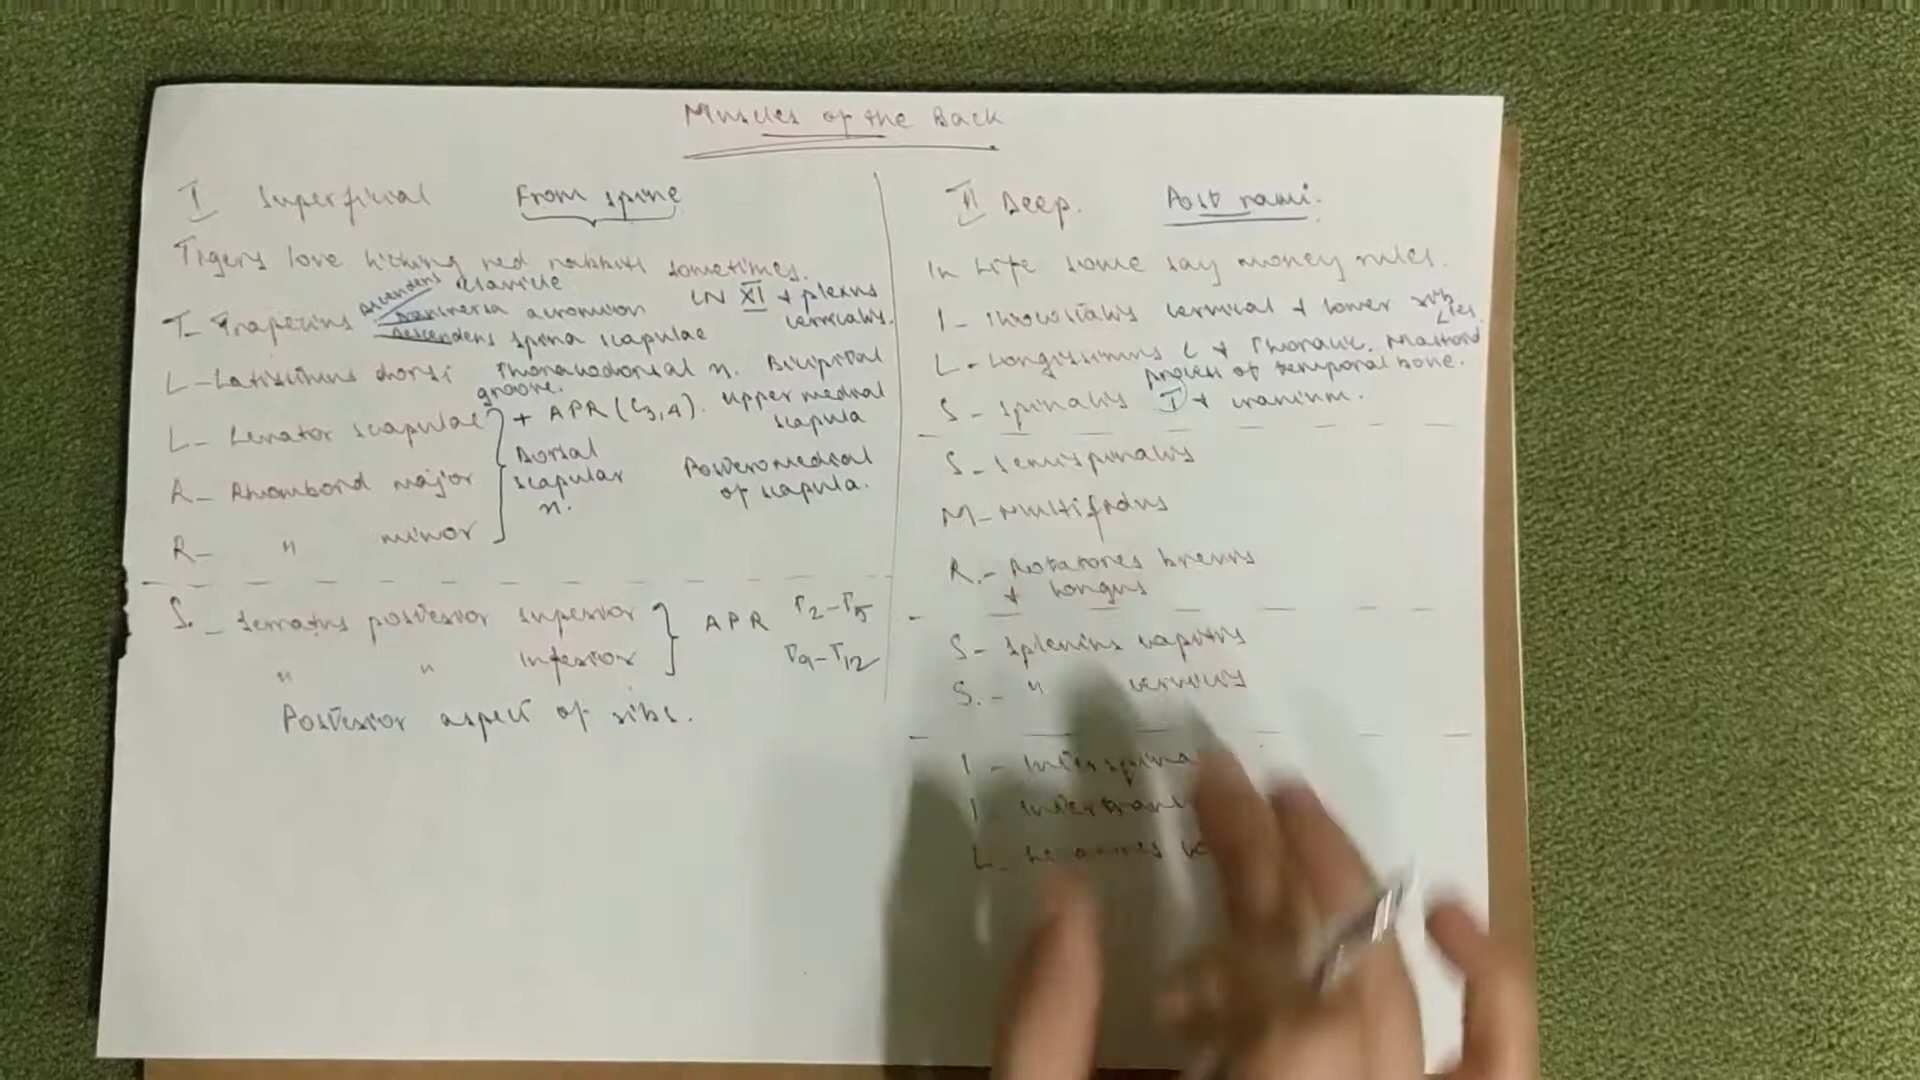 Muscles of the Back
I Superficial From spine
Tigers love kicking red rabbits sometimes.
T- Trapezius Ascendens clavicle CN XI + plexus
Transversa acromion cervicalis.
Descendens spina scapulae
L- Latissimus dorsi Thoracodorsal n. Bicipital
groove.
L- Levator scapulae + APR (C3,4). upper medial
scapula
R- Rhomboid major Dorsal scapular n. Posteromedial
of scapula.
R- " minor
S. - Serratus posterior superior APR T2-T5
" " Inferior T9-T12
Posterior aspect of ribs.
II Deep. Post rami.
In life some say money rules.
I- Iliocostalis cervical + lower rib
L- Longissimus C + Thoracic. Mastoid
process of temporal bone.
S- spinalis T + cranium.
S- Semispinalis
M- Multifidus
R.- Rotatores brevis
+ longus
S- Splenius capitis
S.- " cervicis
I -
I
L-